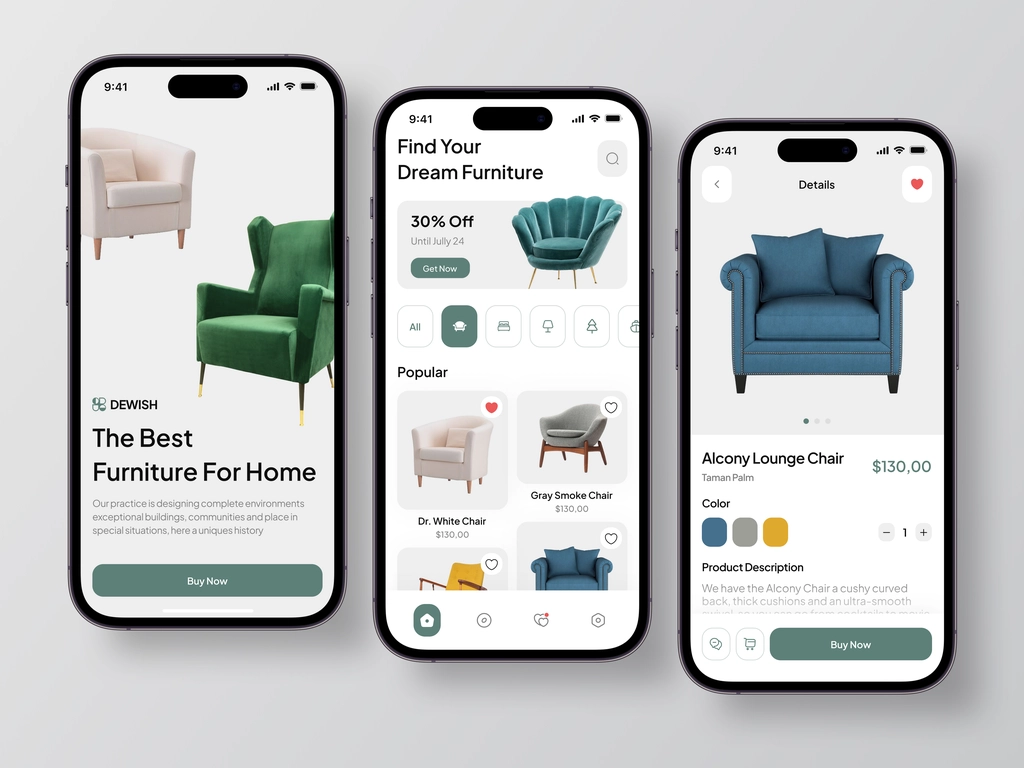 9:41
DEWISH
The Best
Furniture For Home
Our practice is designing complete environments
exceptional buildings, communities and place in
special situations, here a uniques history
Buy Now
9:41
Find Your
Dream Furniture
30% Off
Until Jully 24
Get Now
All
Popular
Dr. White Chair
$130,00
Gray Smoke Chair
$130,00
9:41
Details
Alcony Lounge Chair
Taman Palm
$130,00
Color
1
Product Description
We have the Alcony Chair a cushy curved
back, thick cushions and an ultra-smooth
Buy Now